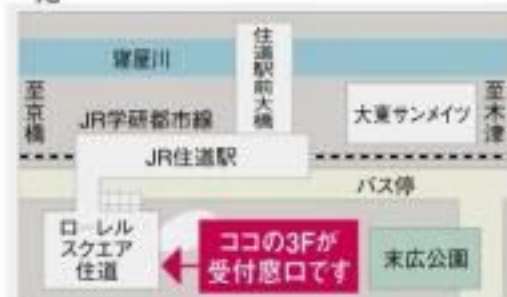 寝屋川
住道駅前大橋
至京橋
JR学研都市線
大東サンメイツ
至木津
JR住道駅
バス停
ローレル
スクエア
住道
ココの3Fが
受付窓口です
末広公園